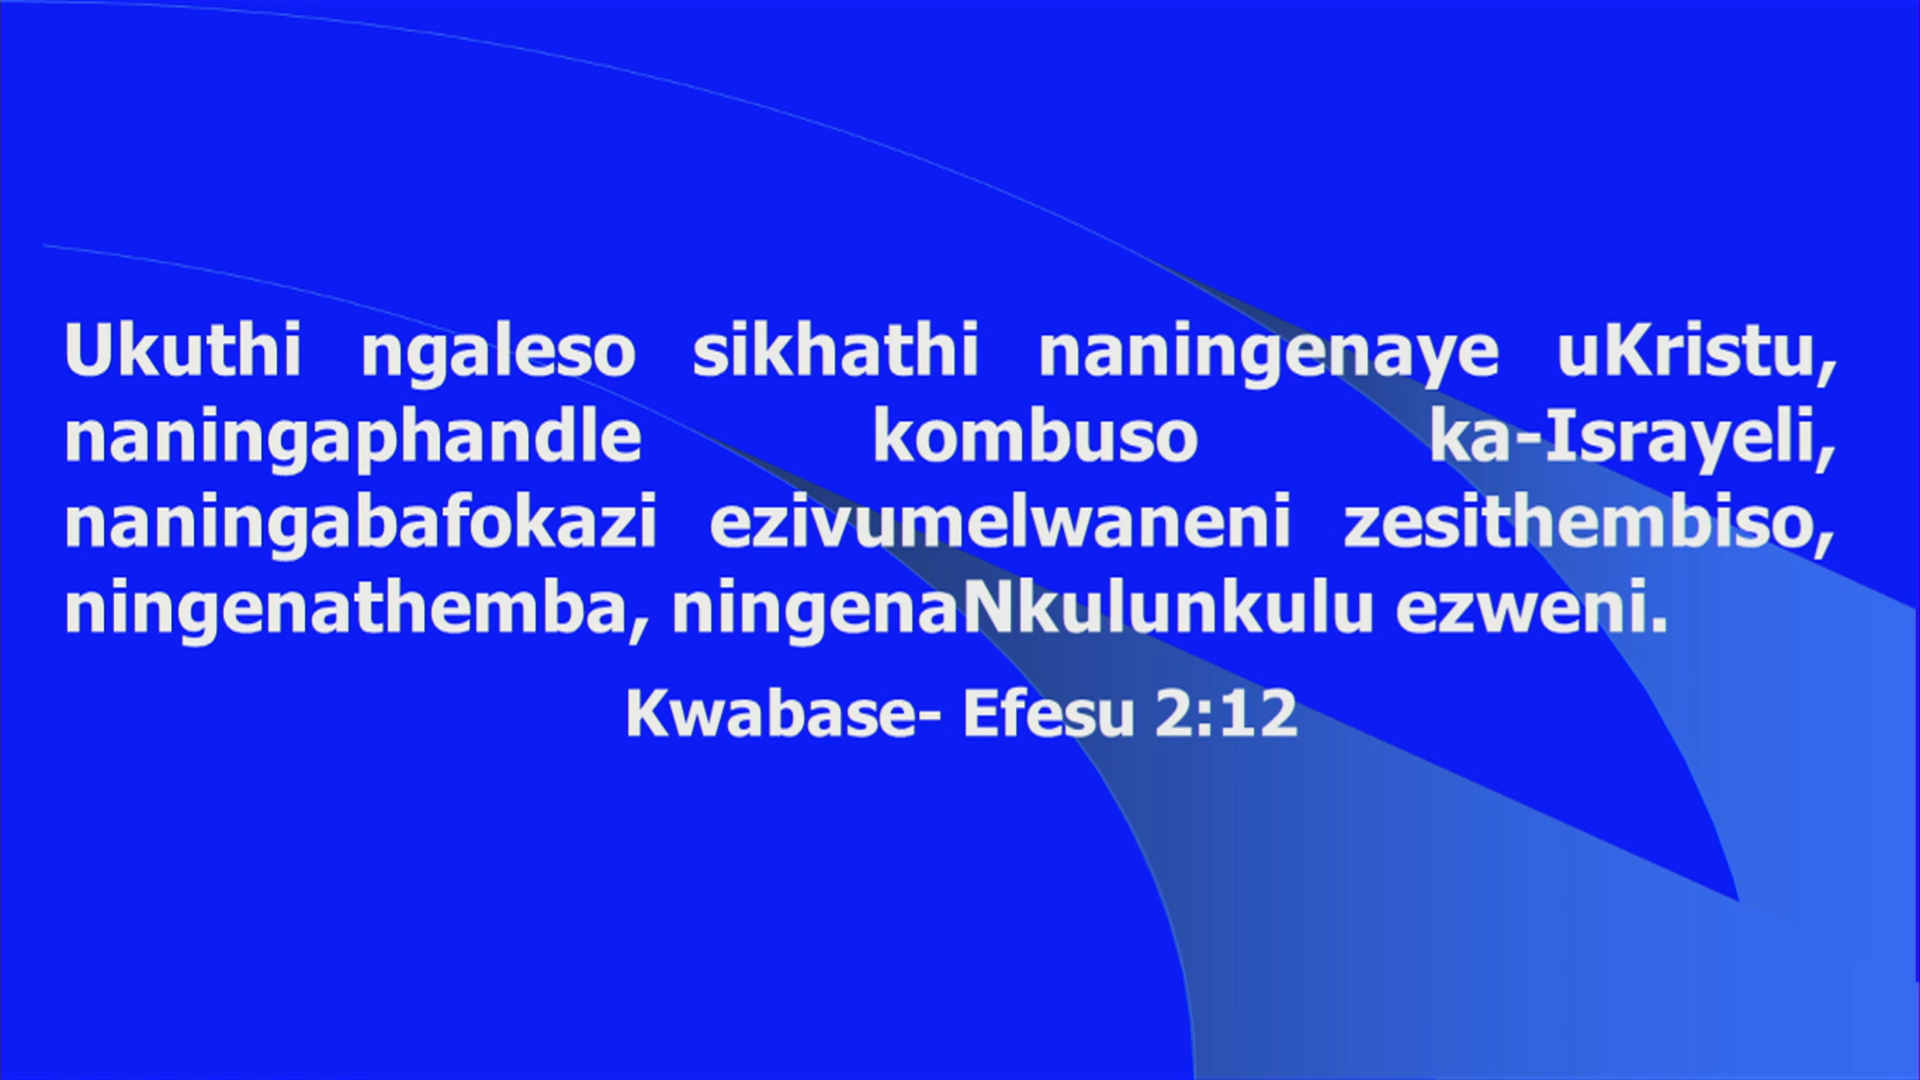 Ukuthi ngaleso sikhathi naningenaye uKristu,
naningaphandle kombuso ka-Israyeli,
naningabafokazi ezivumelwaneni zesithembiso,
ningenathemba, ningenaNkulunkulu ezweni.
Kwabase- Efesu 2:12